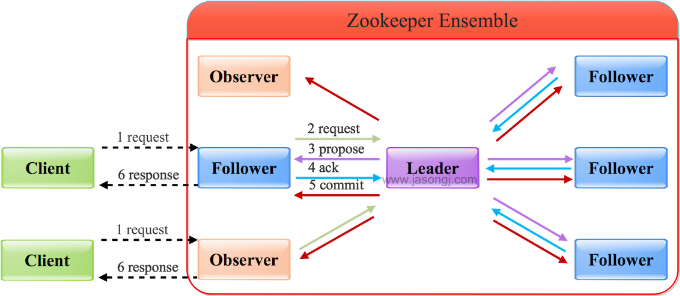 Zookeeper Ensemble
Observer
Follower
1 request
2 request
3 propose
Client
Follower
4 ack
Leader
Follower
www.jasongj.com
6 response
5 commit
1 request
Client
Observer
Follower
6 response